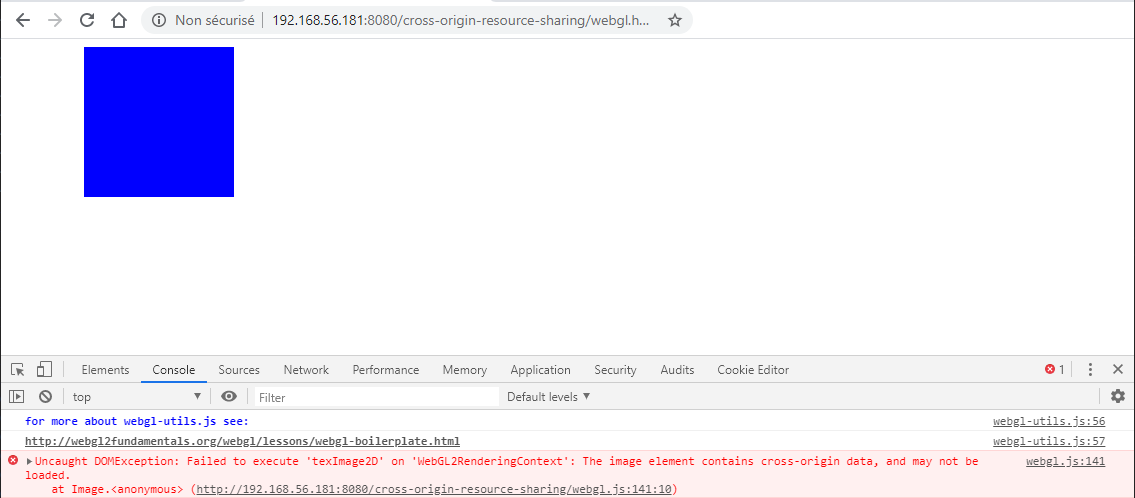 Non sécurisé 192.168.56.181:8080/cross-origin-resource-sharing/webgl.h...
Elements Console Sources Network Performance Memory Application Security Audits Cookie Editor 1
top Filter Default levels
for more about webgl-utils.js see: webgl-utils.js:56
http://webgl2fundamentals.org/webgl/lessons/webgl-boilerplate.html webgl-utils.js:57
Uncaught DOMException: Failed to execute 'texImage2D' on 'WebGL2RenderingContext': The image element contains cross-origin data, and may not be webgl.js:141
loaded.
at Image.<anonymous> (http://192.168.56.181:8080/cross-origin-resource-sharing/webgl.js:141:10)